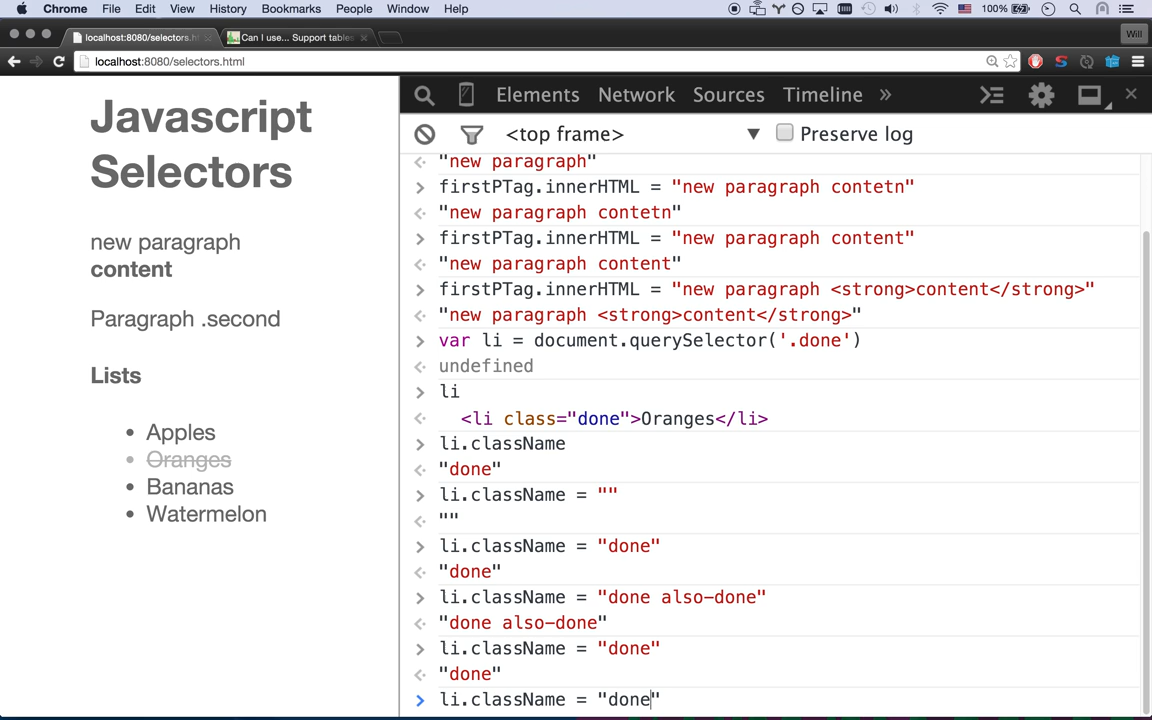 Chrome File Edit View History Bookmarks People Window Help 100%
localhost:8080/selectors.ht
Can I use... Support tables
Will
localhost:8080/selectors.html
Javascript
Selectors
new paragraph
content
Paragraph .second
Lists
Apples
Oranges
Bananas
Watermelon
Elements Network Sources Timeline »
<top frame> ▼ Preserve log
"new paragraph"
firstPTag.innerHTML = "new paragraph contetn"
"new paragraph contetn"
firstPTag.innerHTML = "new paragraph content"
"new paragraph content"
firstPTag.innerHTML = "new paragraph <strong>content</strong>"
"new paragraph <strong>content</strong>"
var li = document.querySelector('.done')
undefined
li
<li class="done">Oranges</li>
li.className
"done"
li.className = ""
""
li.className = "done"
"done"
li.className = "done also-done"
"done also-done"
li.className = "done"
"done"
li.className = "done"